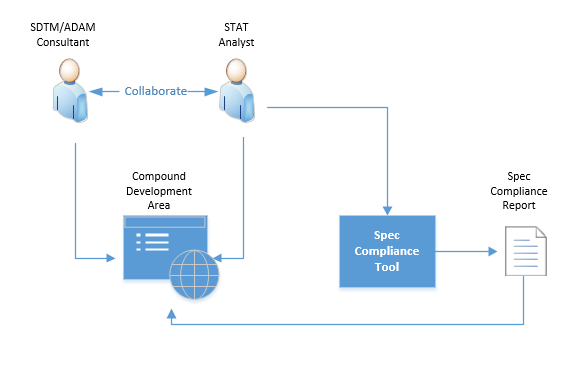 SDTM/ADAM
Consultant
STAT
Analyst
Collaborate
Compound
Development
Area
Spec
Compliance
Tool
Spec
Compliance
Report